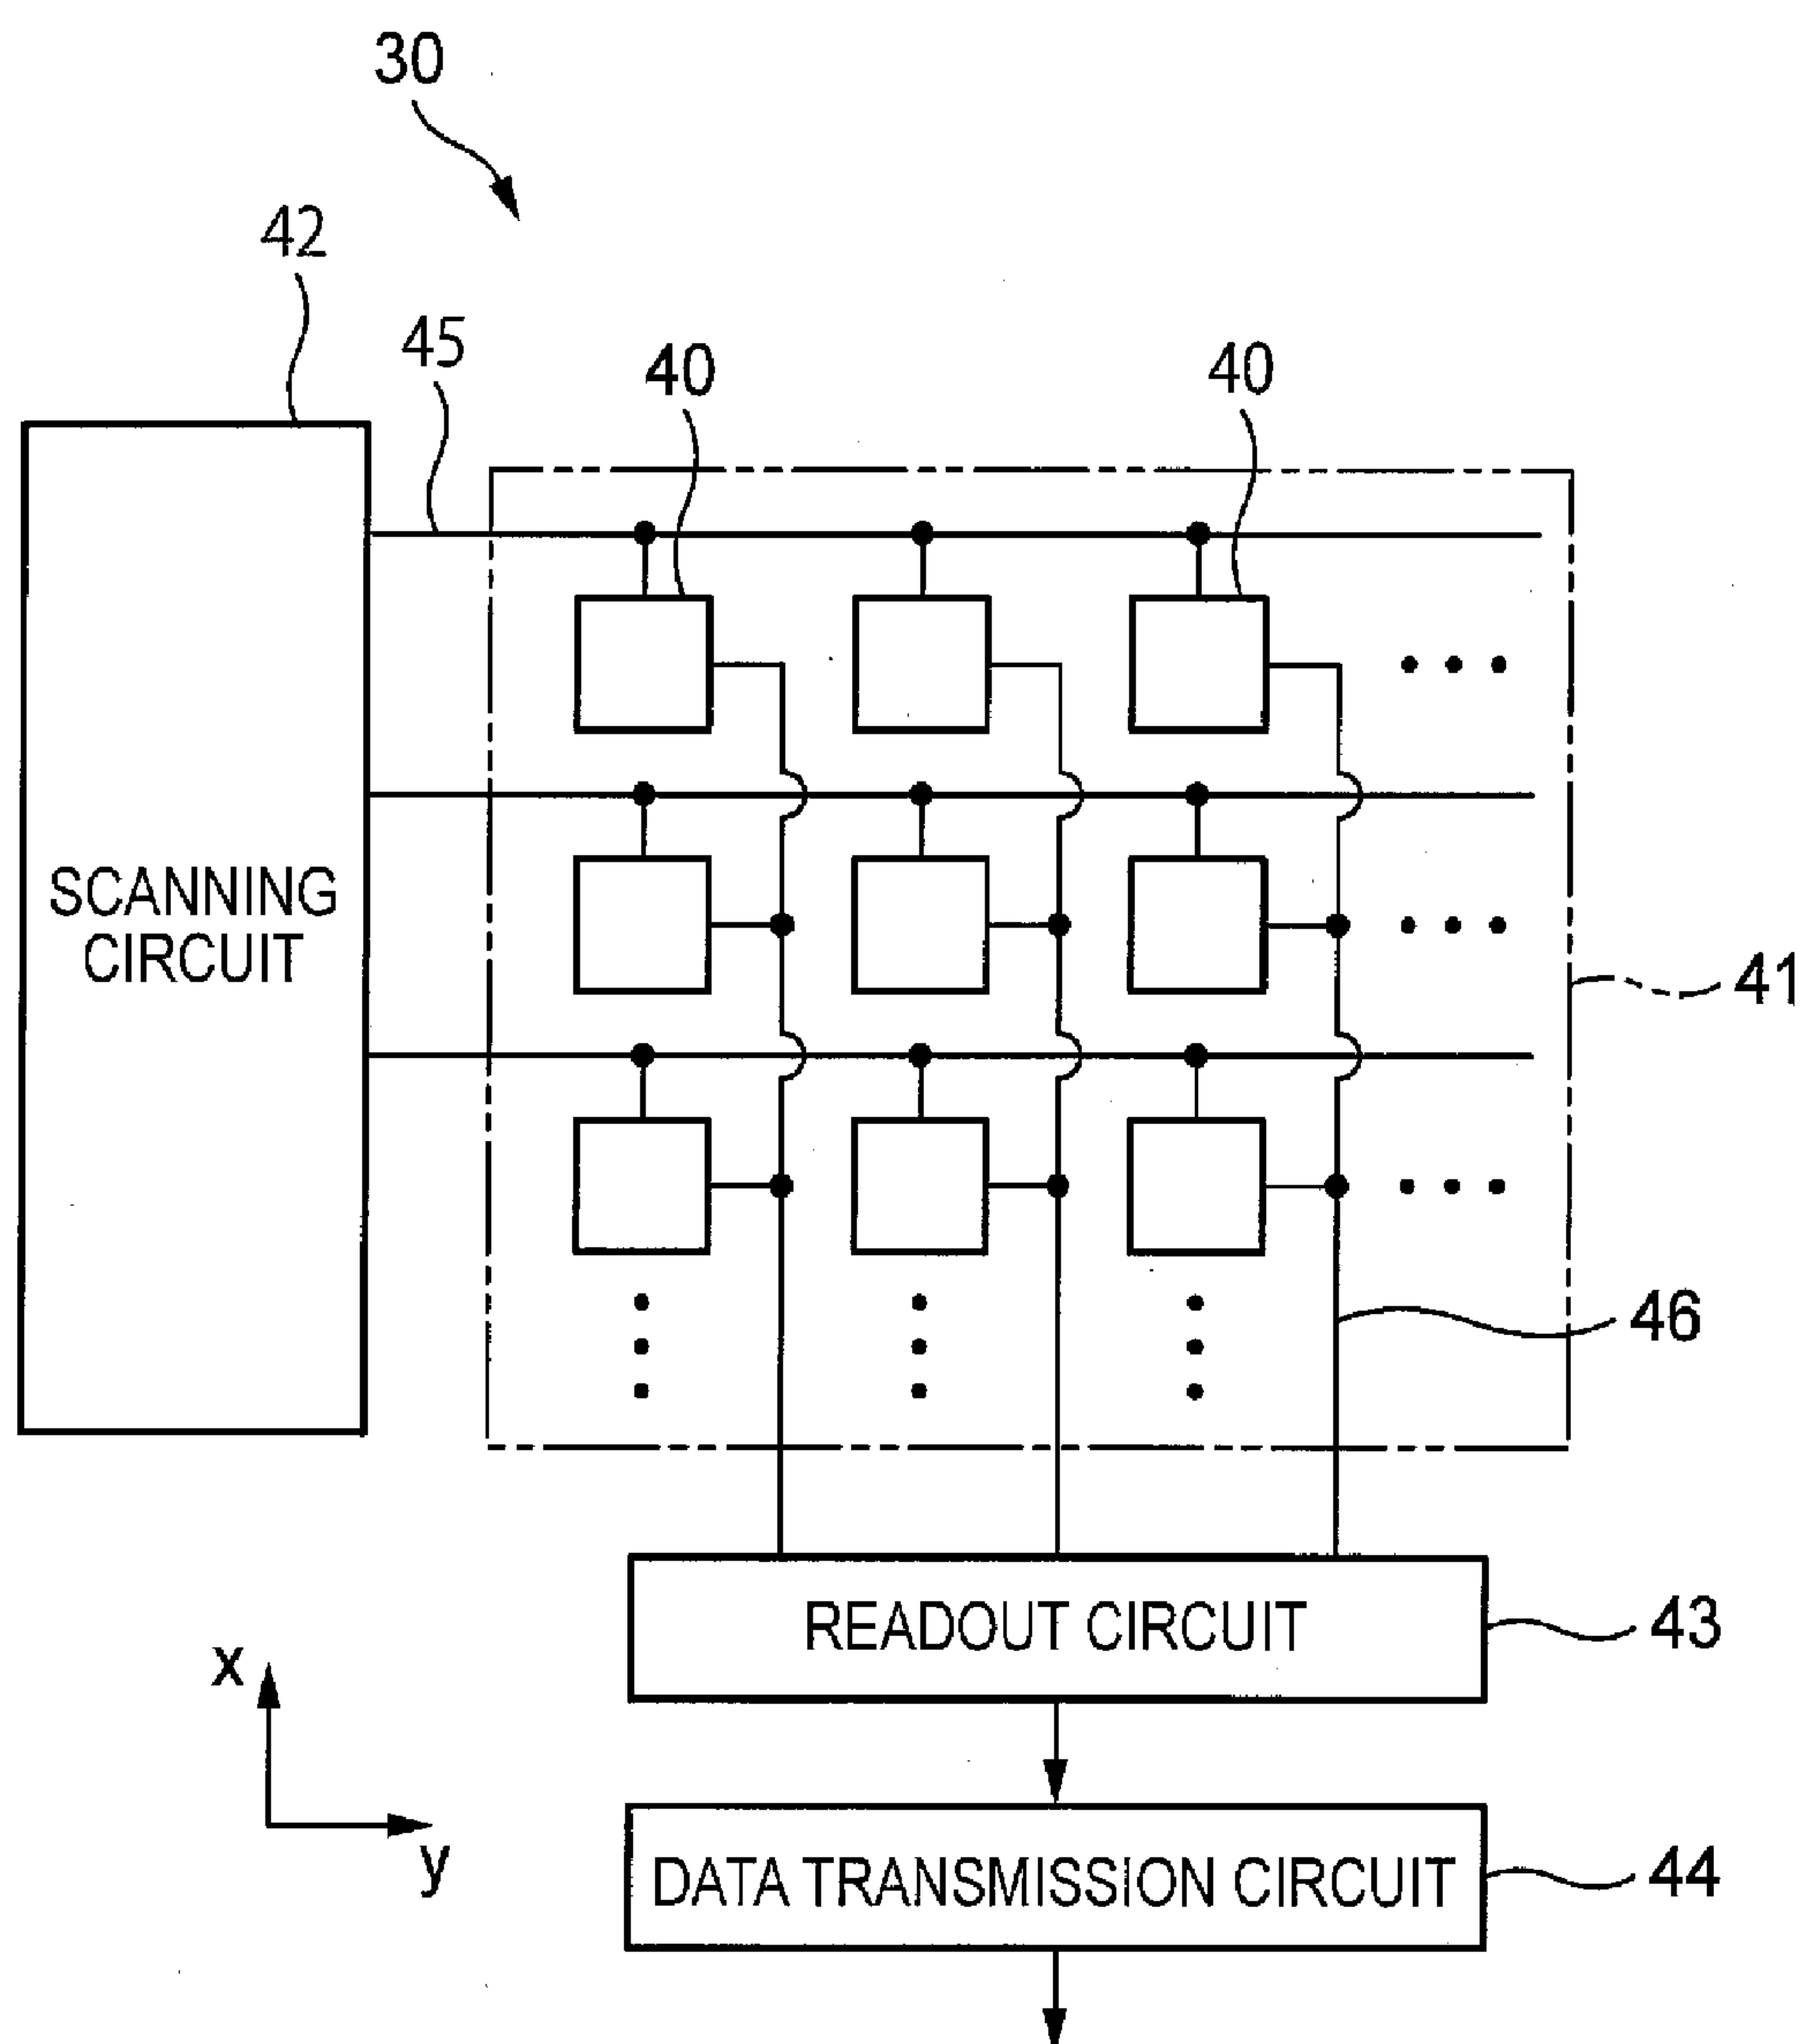 30
42
45
40
40
SCANNING
CIRCUIT
41
46
READOUT CIRCUIT
43
x
y
DATA TRANSMISSION CIRCUIT
44